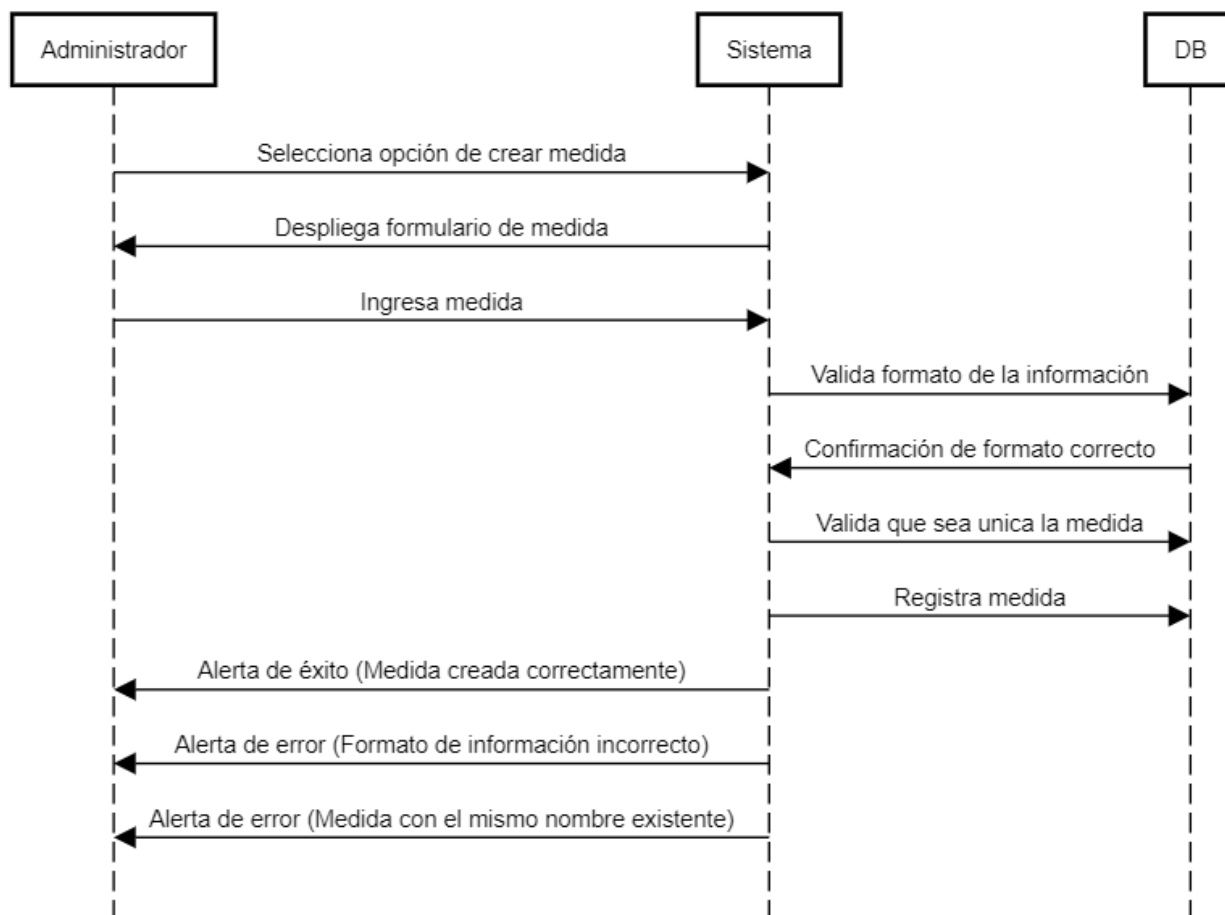 Administrador
Sistema
DB
Selecciona opción de crear medida
Despliega formulario de medida
Ingresa medida
Valida formato de la información
Confirmación de formato correcto
Valida que sea unica la medida
Registra medida
Alerta de éxito (Medida creada correctamente)
Alerta de error (Formato de información incorrecto)
Alerta de error (Medida con el mismo nombre existente)